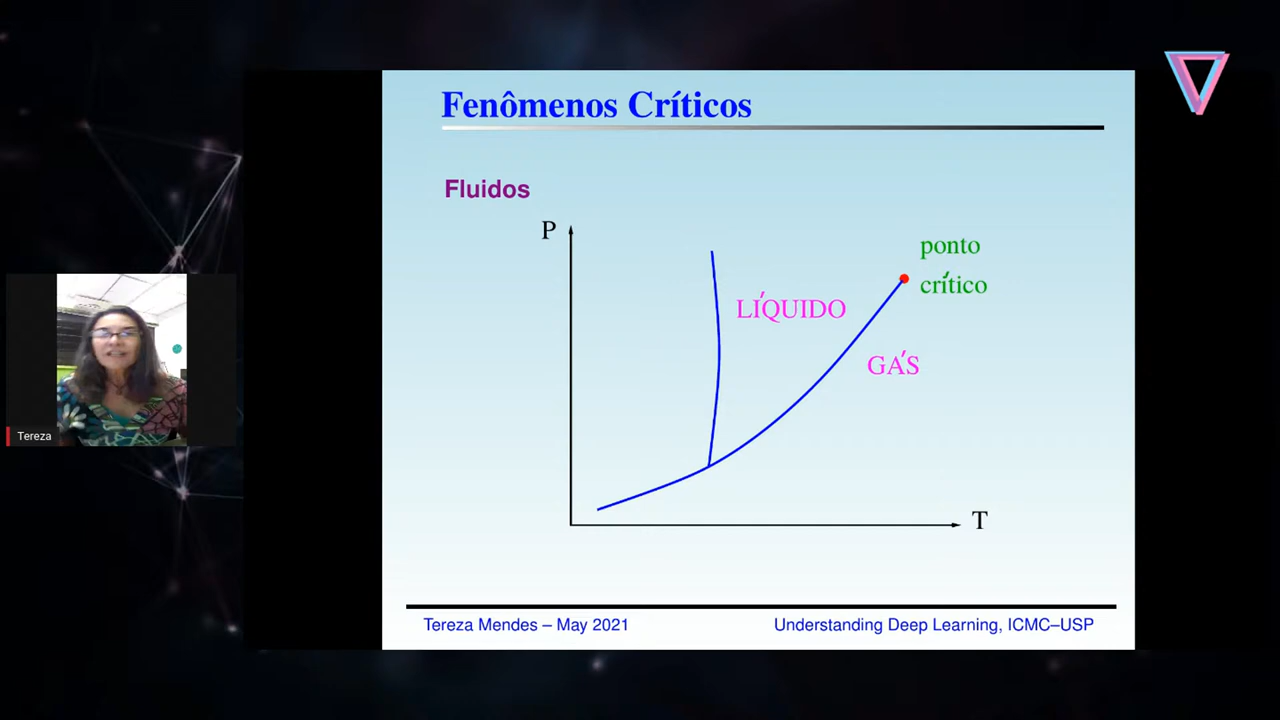 Fenômenos Críticos
Fluidos
P
ponto
crítico
LÍQUIDO
GÁS
T
Tereza
Tereza Mendes – May 2021
Understanding Deep Learning, ICMC–USP